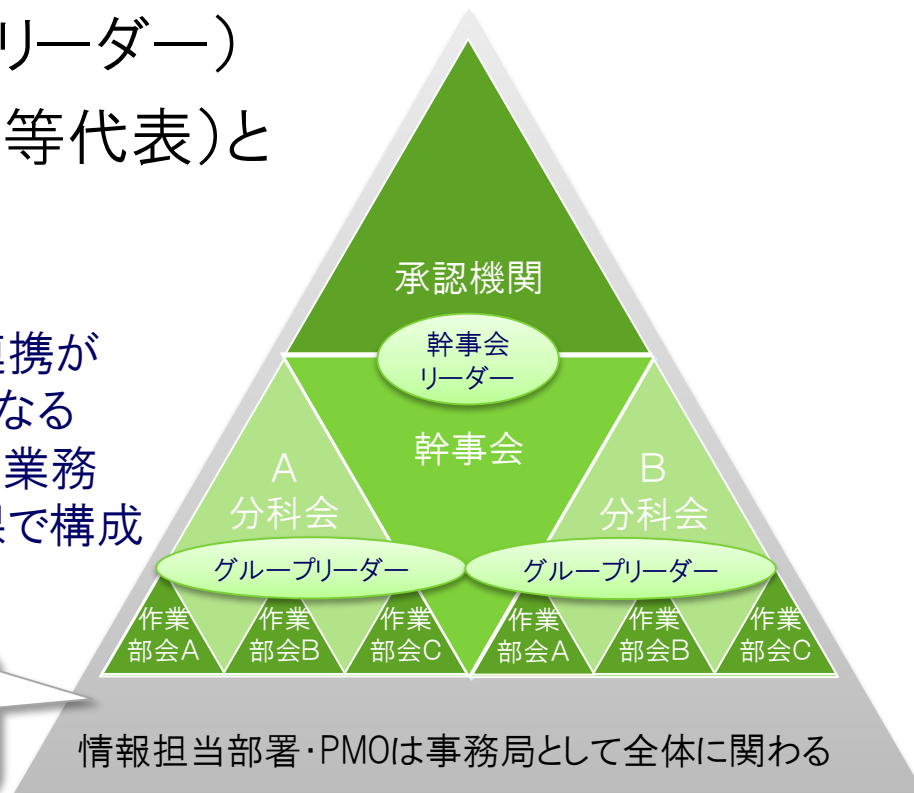 リーダー）
等代表）と
連携が
なる
業務
課で構成
承認機関
幹事会
リーダー
幹事会
A
分科会
B
分科会
グループリーダー
グループリーダー
作業
部会A
作業
部会B
作業
部会C
作業
部会A
作業
部会B
作業
部会C
情報担当部署・PMOは事務局として全体に関わる